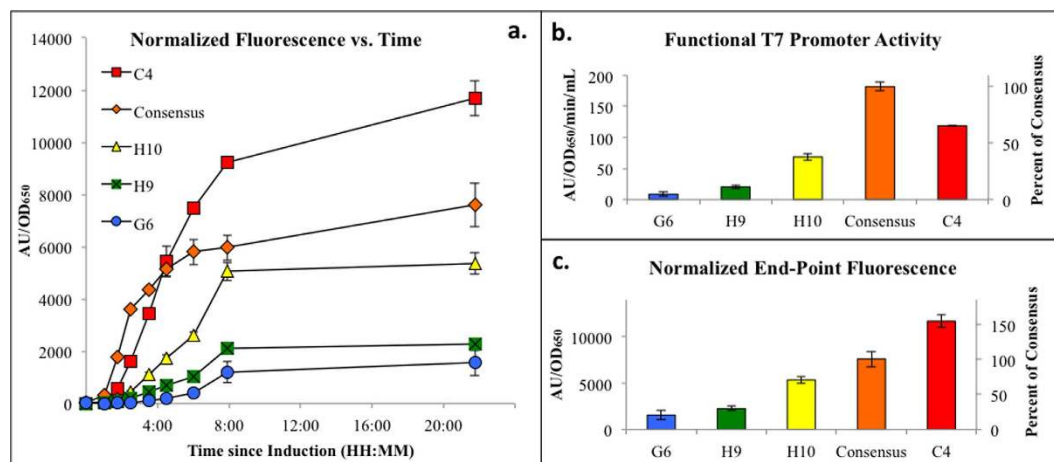 Normalized Fluorescence vs. Time
a.
14000
12000
10000
8000
6000
4000
2000
0
AU/OD650
C4
Consensus
H10
H9
G6
4:00
8:00
12:00
16:00
20:00
Time since Induction (HH:MM)
b.
Functional T7 Promoter Activity
AU/OD650/min/mL
200
150
100
50
0
100
50
0
Percent of Consensus
G6
H9
H10
Consensus
C4
c.
Normalized End-Point Fluorescence
AU/OD650
10000
5000
0
150
100
50
0
Percent of Consensus
G6
H9
H10
Consensus
C4